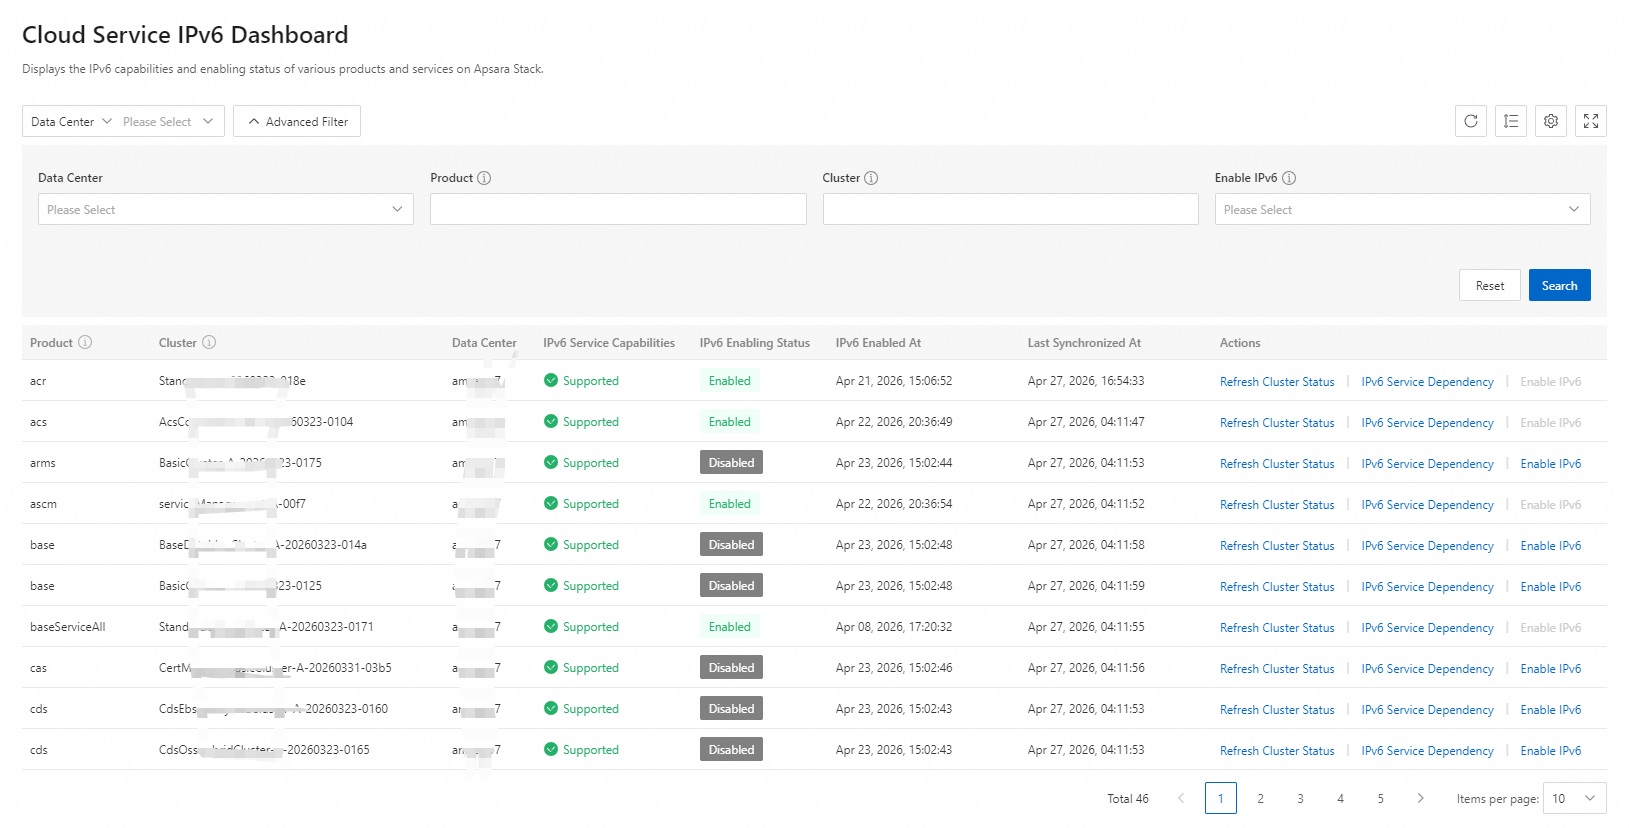 Cloud Service IPv6 Dashboard
Displays the IPv6 capabilities and enabling status of various products and services on Apsara Stack.
Data Center Please Select Advanced Filter
Data Center Product Cluster Enable IPv6
Please Select Please Select
Reset Search
Product Cluster Data Center IPv6 Service Capabilities IPv6 Enabling Status IPv6 Enabled At Last Synchronized At Actions
acr Supported Enabled Apr 21, 2026, 15:06:52 Apr 27, 2026, 16:54:33 Refresh Cluster Status IPv6 Service Dependency Enable IPv6
acs Supported Enabled Apr 22, 2026, 20:36:49 Apr 27, 2026, 04:11:47 Refresh Cluster Status IPv6 Service Dependency Enable IPv6
arms Supported Disabled Apr 23, 2026, 15:02:44 Apr 27, 2026, 04:11:53 Refresh Cluster Status IPv6 Service Dependency Enable IPv6
ascm Supported Enabled Apr 22, 2026, 20:36:54 Apr 27, 2026, 04:11:52 Refresh Cluster Status IPv6 Service Dependency Enable IPv6
base Supported Disabled Apr 23, 2026, 15:02:48 Apr 27, 2026, 04:11:58 Refresh Cluster Status IPv6 Service Dependency Enable IPv6
base Supported Disabled Apr 23, 2026, 15:02:48 Apr 27, 2026, 04:11:59 Refresh Cluster Status IPv6 Service Dependency Enable IPv6
baseServiceAll Supported Enabled Apr 08, 2026, 17:20:32 Apr 27, 2026, 04:11:55 Refresh Cluster Status IPv6 Service Dependency Enable IPv6
cas Supported Disabled Apr 23, 2026, 15:02:46 Apr 27, 2026, 04:11:56 Refresh Cluster Status IPv6 Service Dependency Enable IPv6
cds Supported Disabled Apr 23, 2026, 15:02:43 Apr 27, 2026, 04:11:53 Refresh Cluster Status IPv6 Service Dependency Enable IPv6
cds Supported Disabled Apr 23, 2026, 15:02:43 Apr 27, 2026, 04:11:53 Refresh Cluster Status IPv6 Service Dependency Enable IPv6
Total 46 1 2 3 4 5 Items per page: 10